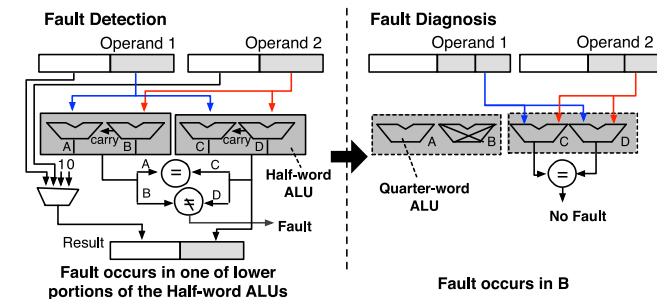 Fault Detection
Operand 1
Operand 2
A
carry
B
C
carry
D
1 0
A
=
C
B
≠
D
Half-word
ALU
Fault
Result
Fault occurs in one of lower
portions of the Half-word ALUs
Fault Diagnosis
Operand 1
Operand 2
A
B
C
D
Quarter-word
ALU
=
No Fault
Fault occurs in B